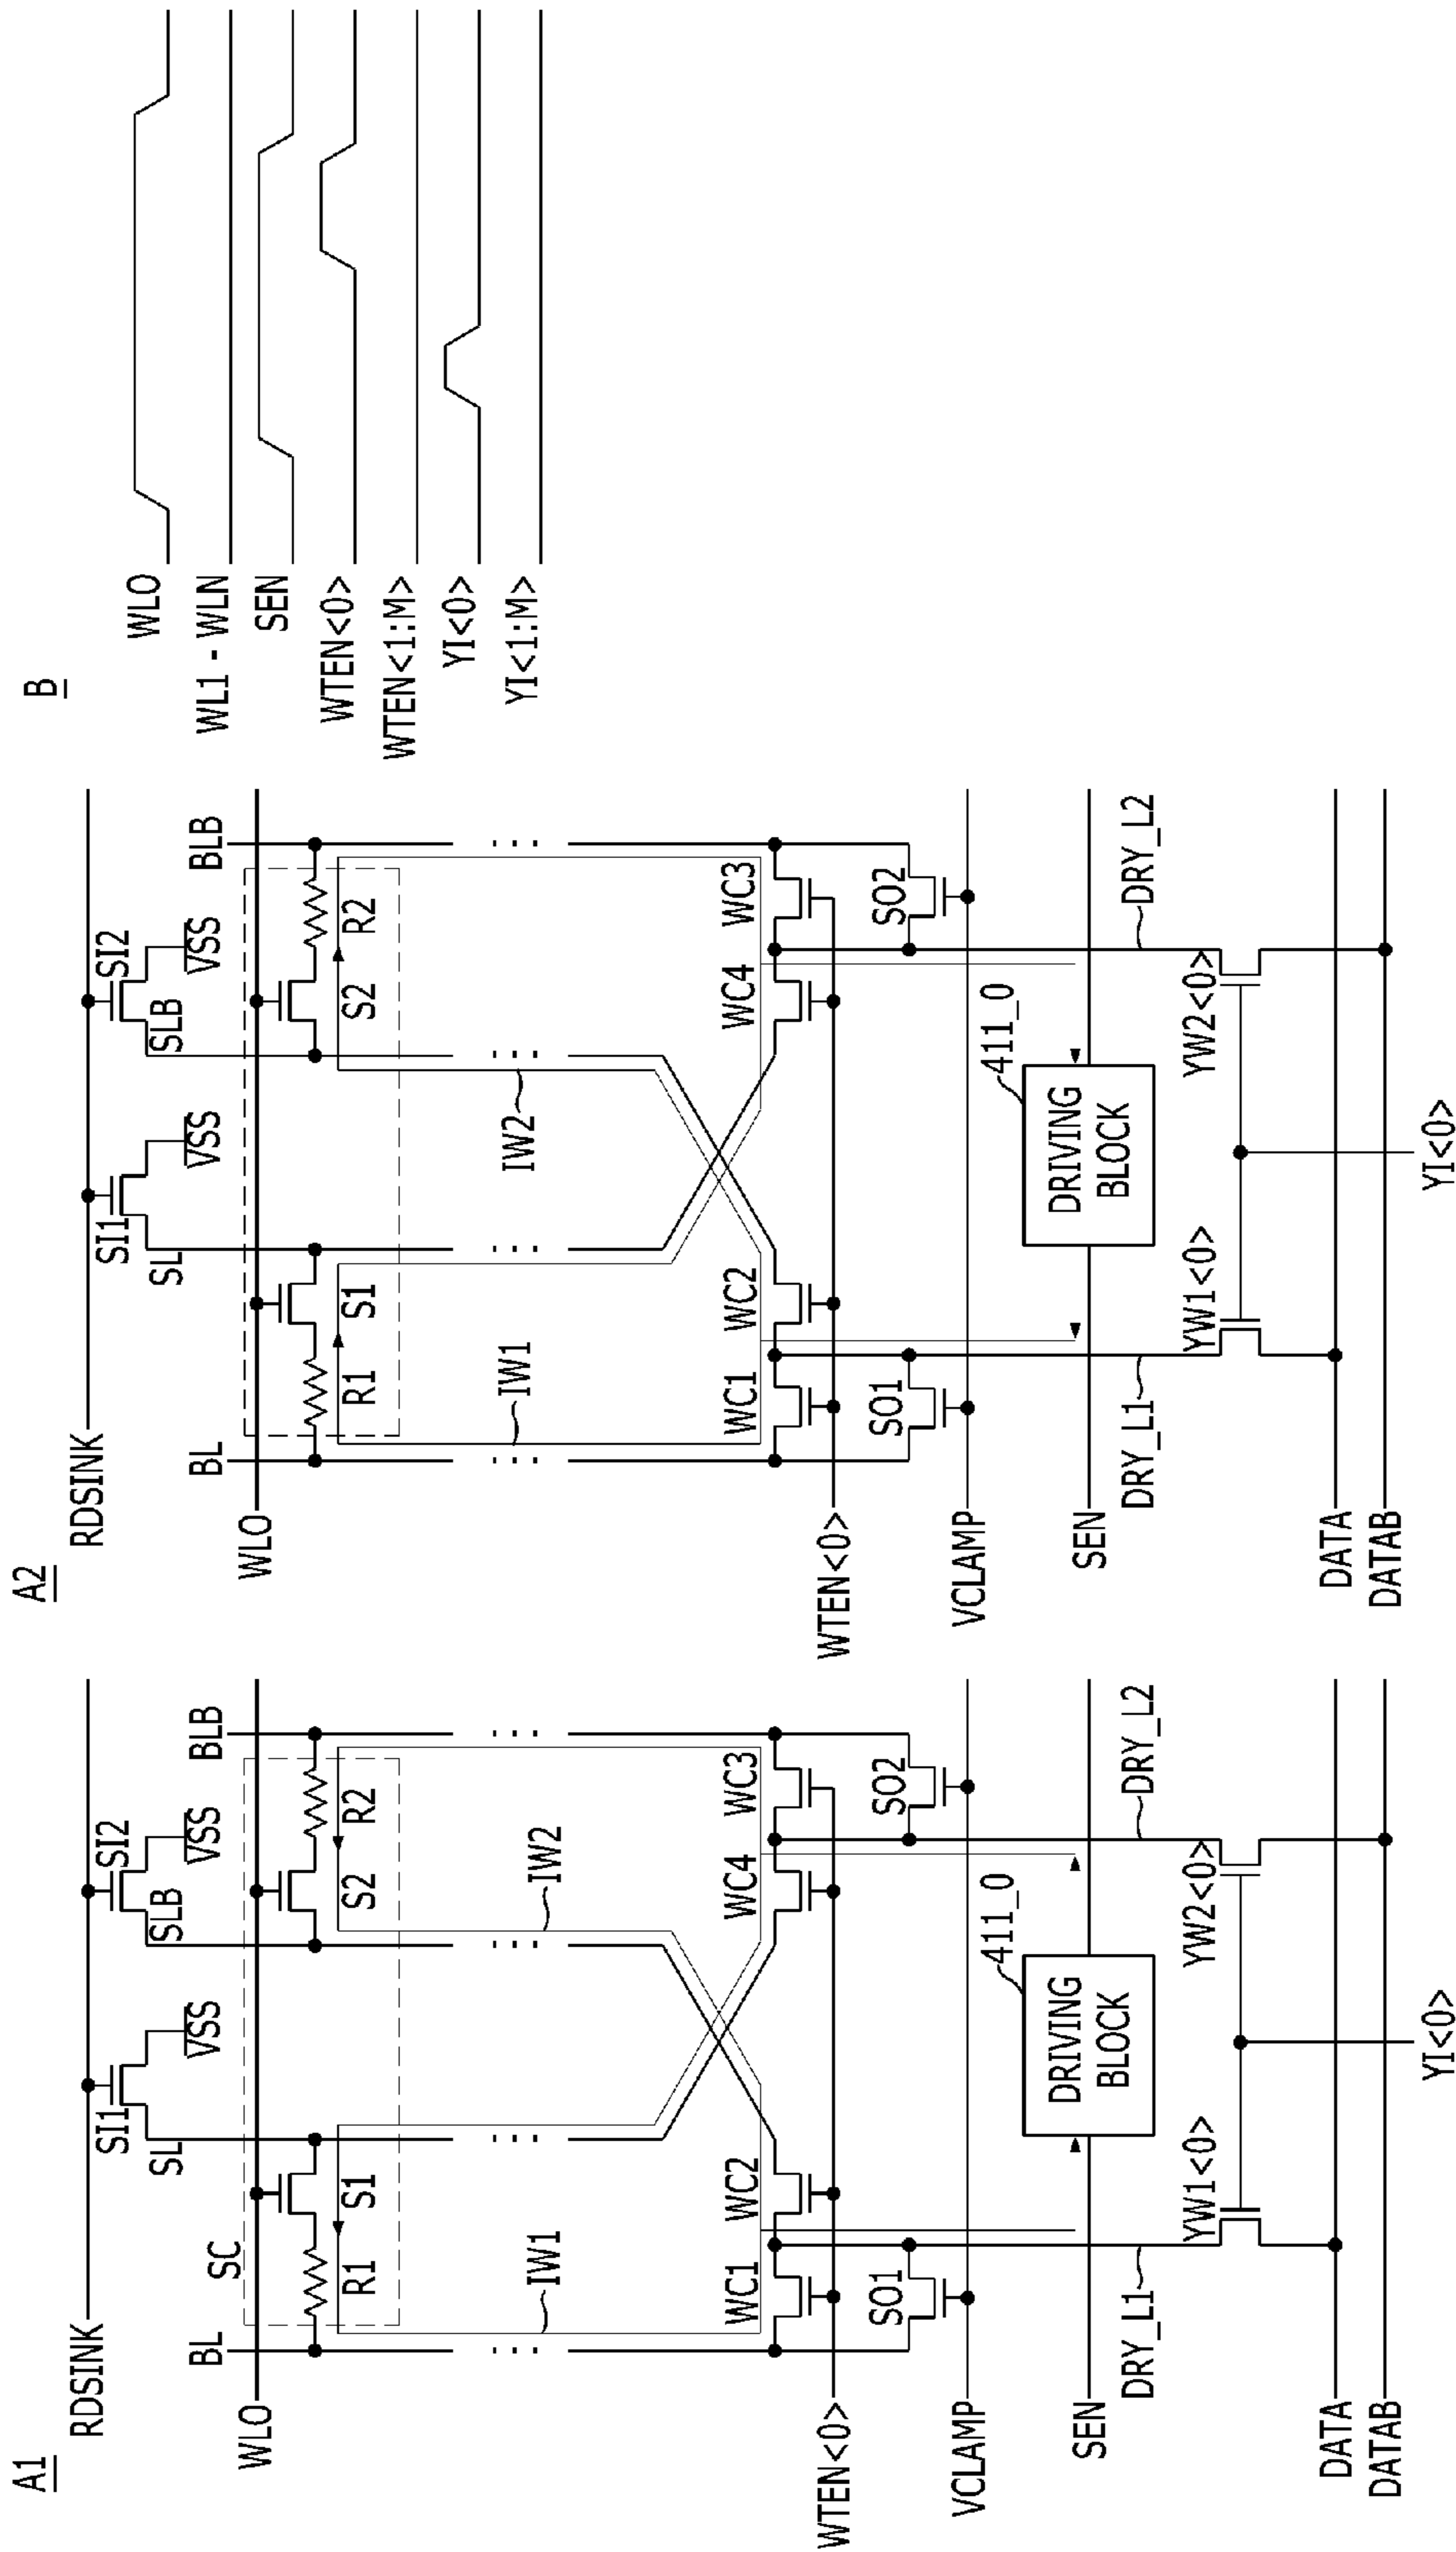 A1
RDSINK
SI1
SI2
SL
VSS
SLB
VSS
BL
SC
BLB
WLO
R1
S1
S2
R2
IW1
IW2
WC1
WC2
WC4
WC3
WTEN<0>
SO1
SO2
VCLAMP
411_0
SEN
DRIVING
BLOCK
DRY_L1
DRY_L2
YW1<0>
YW2<0>
DATA
DATAB
YI<0>
A2
RDSINK
SI1
SI2
SL
VSS
SLB
VSS
BL
BLB
WLO
R1
S1
S2
R2
IW1
IW2
WC1
WC2
WC4
WC3
WTEN<0>
SO1
SO2
VCLAMP
411_0
SEN
DRIVING
BLOCK
DRY_L1
DRY_L2
YW1<0>
YW2<0>
DATA
DATAB
YI<0>
B
WLO
WL1 - WLN
SEN
WTEN<0>
WTEN<1:M>
YI<0>
YI<1:M>